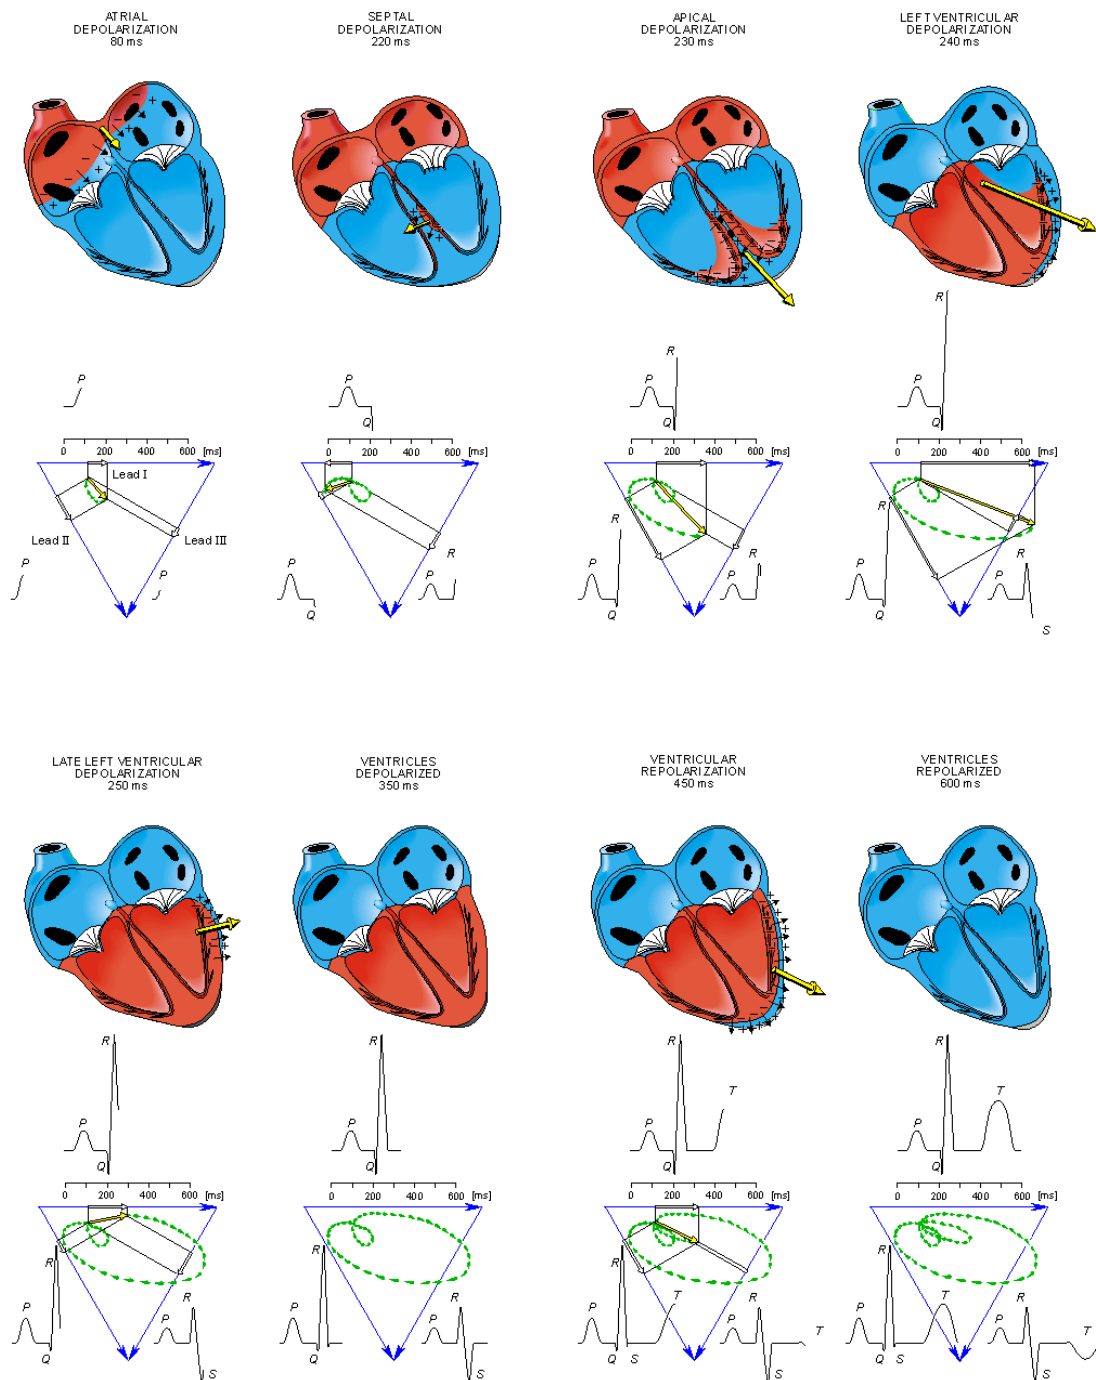 ATRIAL
DEPOLARIZATION
80 ms
SEPTAL
DEPOLARIZATION
220 ms
APICAL
DEPOLARIZATION
230 ms
LEFT VENTRICULAR
DEPOLARIZATION
240 ms
P
P
Q
P
R
P
R
Q
Q
0 200 400 600 [ms]
0 200 400 600 [ms]
0 200 400 600 [ms]
0 200 400 600 [ms]
Lead I
Lead II
Lead III
P
P
P
Q
P
R
P
R
Q
P
R
P
R
Q
P
R
S
LATE LEFT VENTRICULAR
DEPOLARIZATION
250 ms
VENTRICLES
DEPOLARIZED
350 ms
VENTRICULAR
REPOLARIZATION
450 ms
VENTRICLES
REPOLARIZED
600 ms
P
R
Q
P
R
Q
P
R
Q
T
P
R
Q
T
0 200 400 600 [ms]
0 200 400 600 [ms]
0 200 400 600 [ms]
0 200 400 600 [ms]
P
R
Q
P
R
S
P
R
Q
P
R
S
P
R
Q
S
T
P
R
S
T
P
R
Q
S
T
P
R
S
T